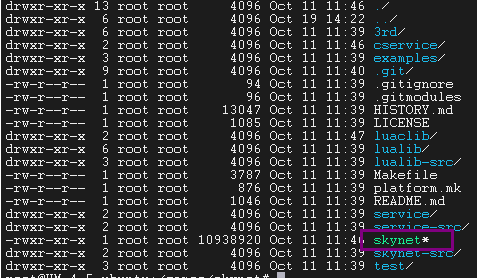 drwxr-xr-x 13 root root 4096 Oct 11 11:46 ./
drwxr-xr-x 6 root root 4096 Oct 19 14:22 ../
drwxr-xr-x 6 root root 4096 Oct 11 11:39 3rd/
drwxr-xr-x 2 root root 4096 Oct 11 11:46 cservice/
drwxr-xr-x 3 root root 4096 Oct 11 11:39 examples/
drwxr-xr-x 9 root root 4096 Oct 11 11:40 .git/
-rw-r--r-- 1 root root 94 Oct 11 11:39 .gitignore
-rw-r--r-- 1 root root 96 Oct 11 11:39 .gitmodules
-rw-r--r-- 1 root root 13047 Oct 11 11:39 HISTORY.md
-rw-r--r-- 1 root root 1085 Oct 11 11:39 LICENSE
drwxr-xr-x 2 root root 4096 Oct 11 11:47 luaclib/
drwxr-xr-x 6 root root 4096 Oct 11 11:39 lualib/
drwxr-xr-x 3 root root 4096 Oct 11 11:39 lualib-src/
-rw-r--r-- 1 root root 3787 Oct 11 11:39 Makefile
-rw-r--r-- 1 root root 876 Oct 11 11:39 platform.mk
-rw-r--r-- 1 root root 1046 Oct 11 11:39 README.md
drwxr-xr-x 2 root root 4096 Oct 11 11:39 service/
drwxr-xr-x 2 root root 4096 Oct 11 11:39 service-src/
-rwxr-xr-x 1 root root 10938920 Oct 11 11:46 skynet*
drwxr-xr-x 2 root root 4096 Oct 11 11:39 skynet-src/
drwxr-xr-x 3 root root 4096 Oct 11 11:39 test/